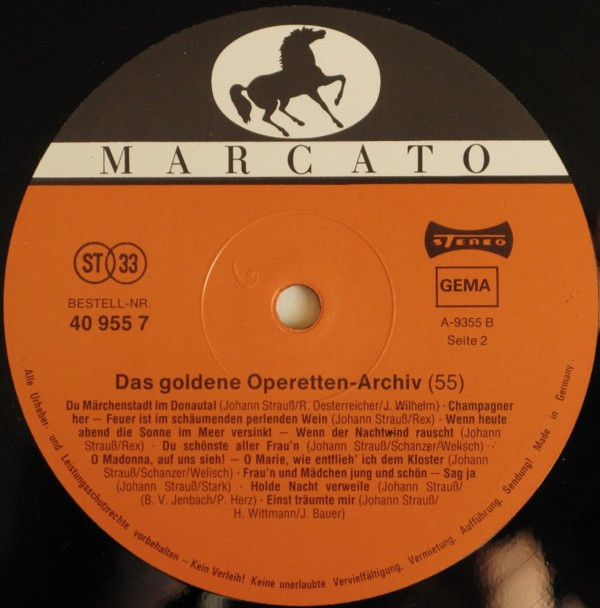 MARCATO
ST 33
STEREO
BESTELL-NR.
40 955 7
GEMA
A-9355 B
Seite 2
Das goldene Operetten-Archiv (55)
Du Märchenstadt im Donautal (Johann Strauß/R. Oesterreicher/J. Wilhelm) · Champagner
her – Feuer ist im schäumenden perlenden Wein (Johann Strauß/Rex) · Wenn heute
abend die Sonne im Meer versinkt – Wenn der Nachtwind rauscht (Johann
Strauß/Rex) · Du schönste aller Frau'n (Johann Strauß/Schanzer/Welisch) ·
O Madonna, auf uns sieh! – O Marie, wie entflieh' ich dem Kloster (Johann
Strauß/Schanzer/Welisch) · Frau'n und Mädchen jung und schön – Sag ja
(Johann Strauß/Stark) · Holde Nacht verweile (Johann Strauß/
B. V. Jenbach/P. Herz) · Einst träumte mir (Johann Strauß/
H. Wittmann/J. Bauer)
Alle Urheber- und Leistungsschutzrechte vorbehalten – Kein Verleih! Keine unerlaubte Vervielfältigung, Vermietung, Aufführung, Sendung! Made in Germany